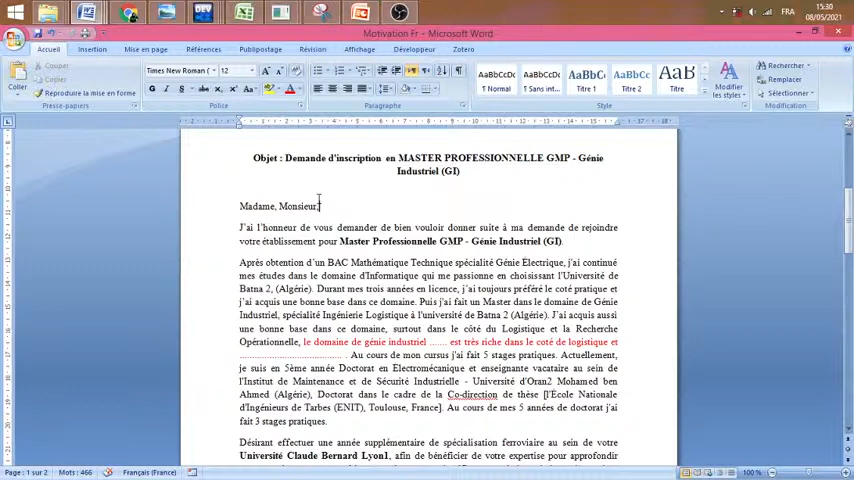 15:30
FRA
08/05/2021
Motivation Fr - Microsoft Word
Accueil Insertion Mise en page Références Publipostage Révision Affichage Développeur Zotero
Coller
Couper
Copier
Reproduire la mise en forme
Presse-papiers
Times New Roman ( 12
Police
Paragraphe
AaBbCcDc AaBbCcDc AaBbCc AaBbCc AaB
¶ Normal ¶ Sans int... Titre 1 Titre 2 Titre
Modifier les styles
Style
Rechercher
Remplacer
Sélectionner
Modification
Objet : Demande d'inscription en MASTER PROFESSIONNELLE GMP - Génie
Industriel (GI)
Madame, Monsieur,
J'ai l'honneur de vous demander de bien vouloir donner suite à ma demande de rejoindre
votre établissement pour Master Professionnelle GMP - Génie Industriel (GI).
Après obtention d'un BAC Mathématique Technique spécialité Génie Électrique, j'ai continué
mes études dans le domaine d'Informatique qui me passionne en choisissant l'Université de
Batna 2, (Algérie). Durant mes trois années en licence, j'ai toujours préféré le coté pratique et
j'ai acquis une bonne base dans ce domaine. Puis j'ai fait un Master dans le domaine de Génie
Industriel, spécialité Ingénierie Logistique à l'université de Batna 2 (Algérie). J'ai acquis aussi
une bonne base dans ce domaine, surtout dans le côté du Logistique et la Recherche
Opérationnelle, le domaine de génie industriel ....... est très riche dans le coté de logistique et
........................................ . Au cours de mon cursus j'ai fait 5 stages pratiques. Actuellement,
je suis en 5ème année Doctorat en Electromécanique et enseignante vacataire au sein de
l'Institut de Maintenance et de Sécurité Industrielle - Université d'Oran2 Mohamed ben
Ahmed (Algérie), Doctorat dans le cadre de la Co-direction de thèse [l'École Nationale
d'Ingénieurs de Tarbes (ENIT), Toulouse, France]. Au cours de mes 5 années de doctorat j'ai
fait 3 stages pratiques.
Désirant effectuer une année supplémentaire de spécialisation ferroviaire au sein de votre
Université Claude Bernard Lyon1, afin de bénéficier de votre expertise pour approfondir
Page : 1 sur 2 Mots : 466 Français (France) 100 %